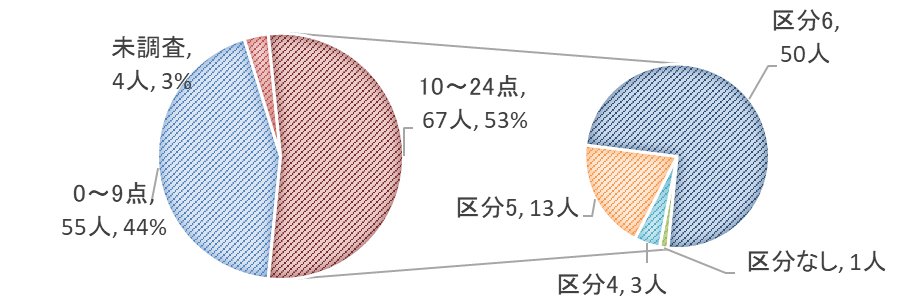 未調査,
4人, 3%
10～24点,
67人, 53%
0～9点,
55人, 44%
区分6,
50人
区分5, 13人
区分4, 3人
区分なし, 1人